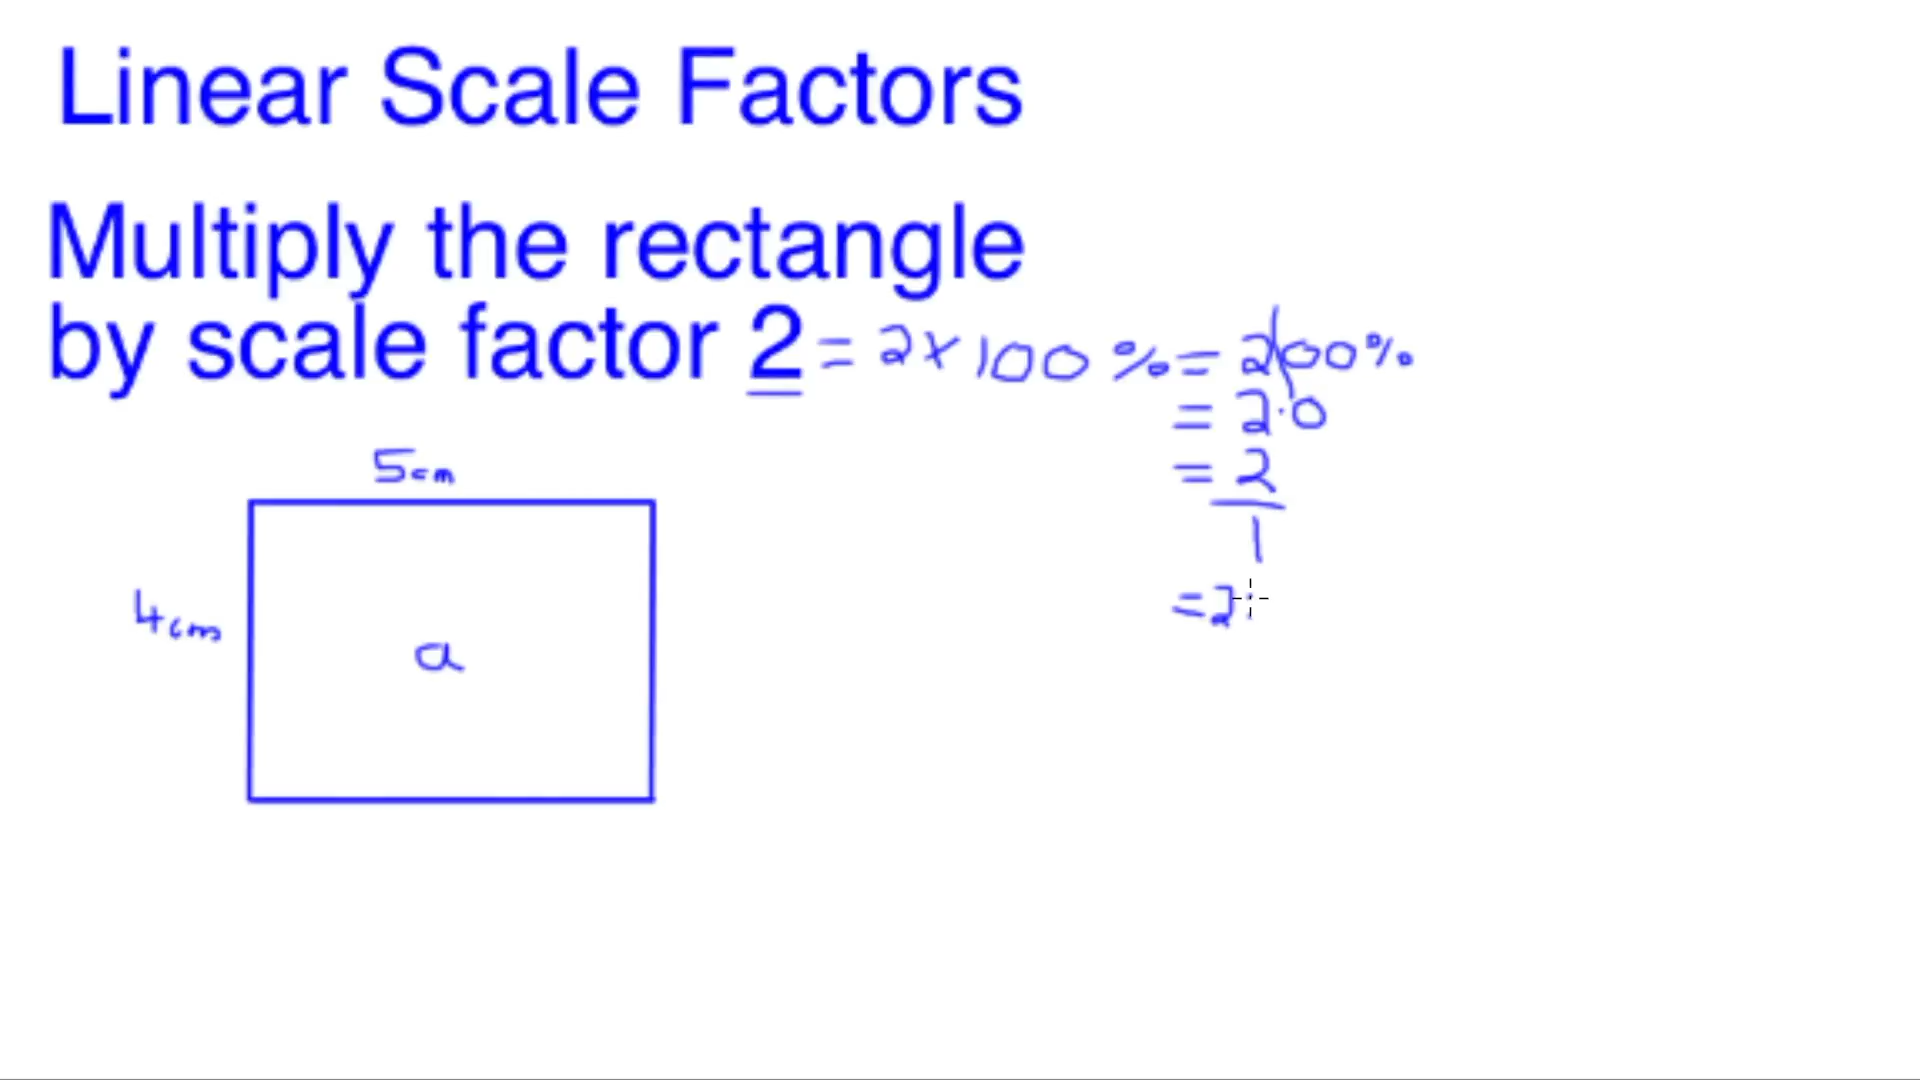 Linear Scale Factors
Multiply the rectangle
by scale factor 2 = 2 × 100 % = 200%
= 2.0
= 2/1
= 2:
5cm
4cm
a